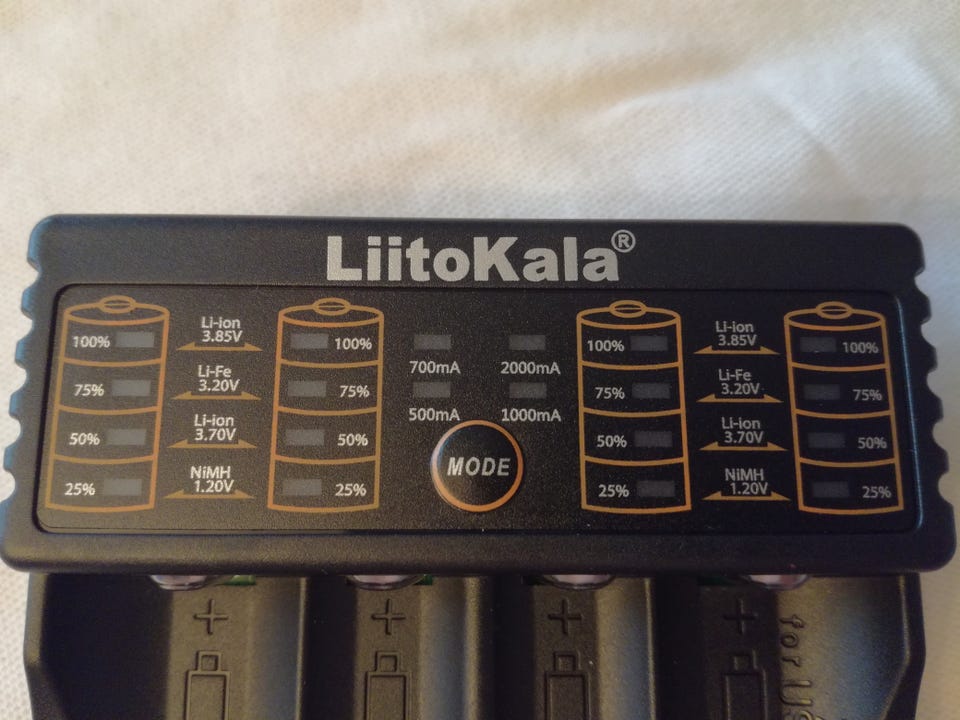 LiitoKala®
100% Li-ion 3.85V 100%
75% Li-Fe 3.20V 75%
50% Li-ion 3.70V 50%
25% NiMH 1.20V 25%
700mA 2000mA
500mA 1000mA
MODE
100% Li-ion 3.85V 100%
75% Li-Fe 3.20V 75%
50% Li-ion 3.70V 50%
25% NiMH 1.20V 25%
+ + + +
for